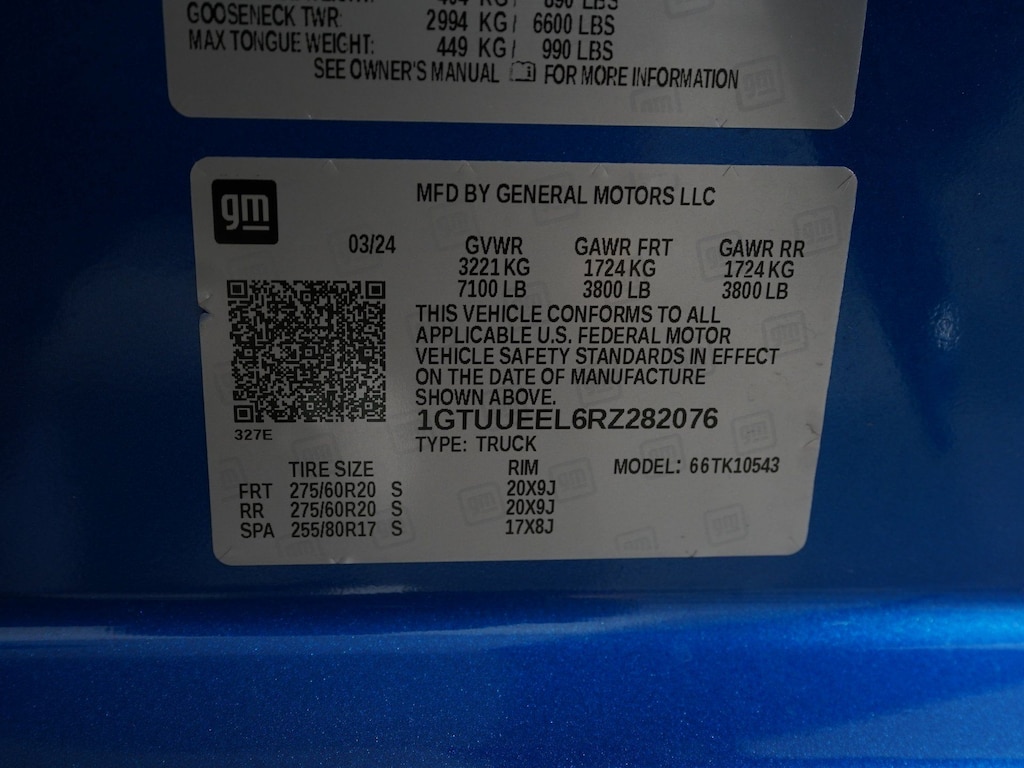 KG / 890 LBS
GOOSENECK TWR: 2994 KG / 6600 LBS
MAX TONGUE WEIGHT: 449 KG / 990 LBS
SEE OWNER'S MANUAL FOR MORE INFORMATION
gm
MFD BY GENERAL MOTORS LLC
03/24 GVWR GAWR FRT GAWR RR
3221 KG 1724 KG 1724 KG
7100 LB 3800 LB 3800 LB
THIS VEHICLE CONFORMS TO ALL
APPLICABLE U.S. FEDERAL MOTOR
VEHICLE SAFETY STANDARDS IN EFFECT
ON THE DATE OF MANUFACTURE
SHOWN ABOVE.
1GTUUEEL6RZ282076
327E
TYPE: TRUCK
TIRE SIZE RIM MODEL: 66TK10543
FRT 275/60R20 S 20X9J
RR 275/60R20 S 20X9J
SPA 255/80R17 S 17X8J